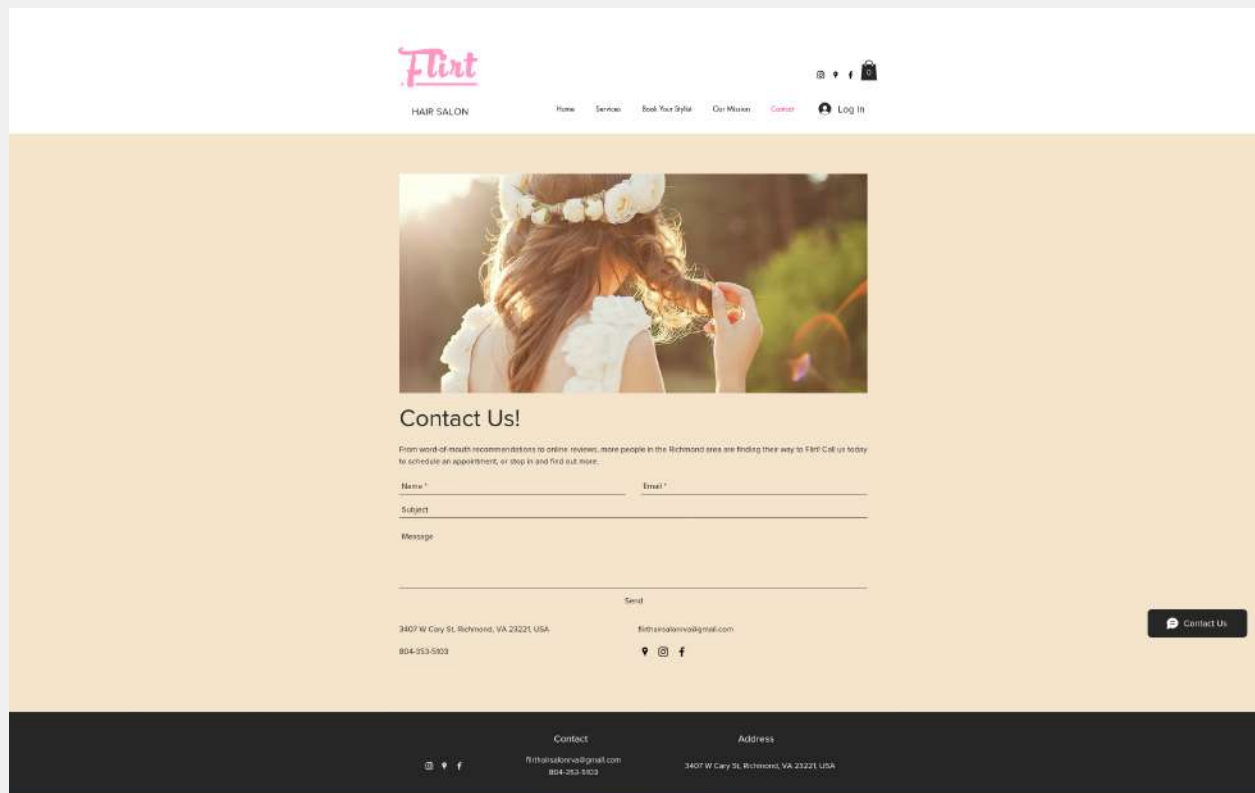 Flirt
0
HAIR SALON
Home Services Book Your Stylist Our Mission Contact Log In
Contact Us!
From word-of-mouth recommendations to online reviews, more people in the Richmond area are finding their way to Flirt! Call us today
to schedule an appointment, or stop in and find out more.
Name * Email *
Subject
Message
Send
3407 W Cary St, Richmond, VA 23221, USA flirthairsalonrva@gmail.com
804-353-5103
Contact Us
Contact Address
flirthairsalonrva@gmail.com
3407 W Cary St, Richmond, VA 23221, USA
804-353-5103